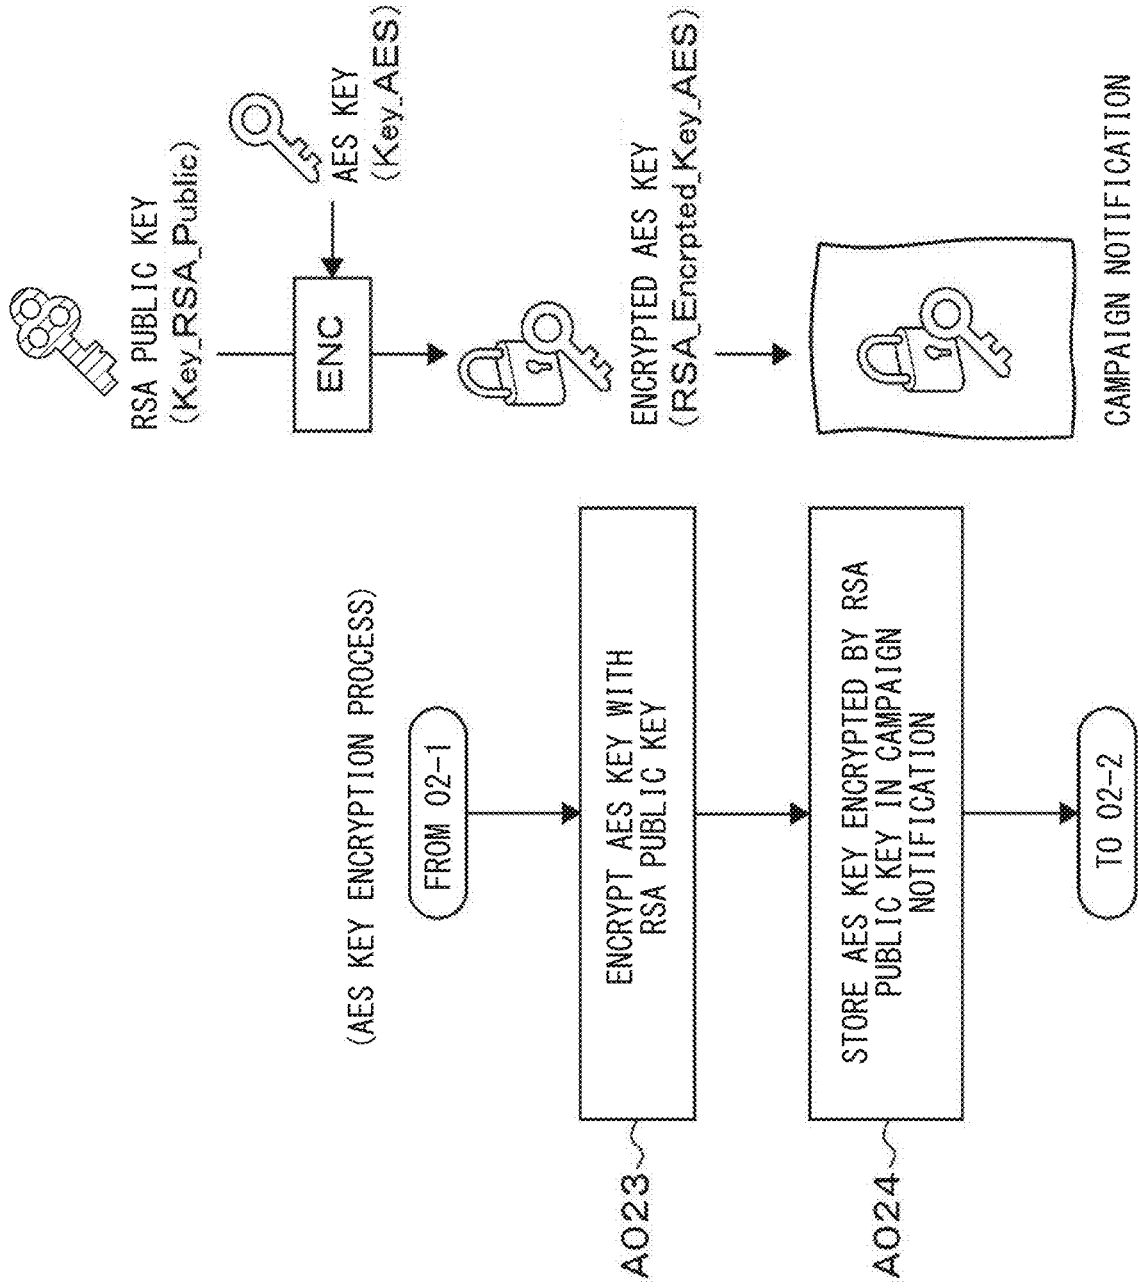 (AES KEY ENCRYPTION PROCESS)
FROM 02-1
A023
ENCRYPT AES KEY WITH
RSA PUBLIC KEY
A024
STORE AES KEY ENCRYPTED BY RSA
PUBLIC KEY IN CAMPAIGN
NOTIFICATION
TO 02-2
RSA PUBLIC KEY
(Key_RSA_Public)
ENC
AES KEY
(Key_AES)
ENCRYPTED AES KEY
(RSA_Encrpted_Key_AES)
CAMPAIGN NOTIFICATION